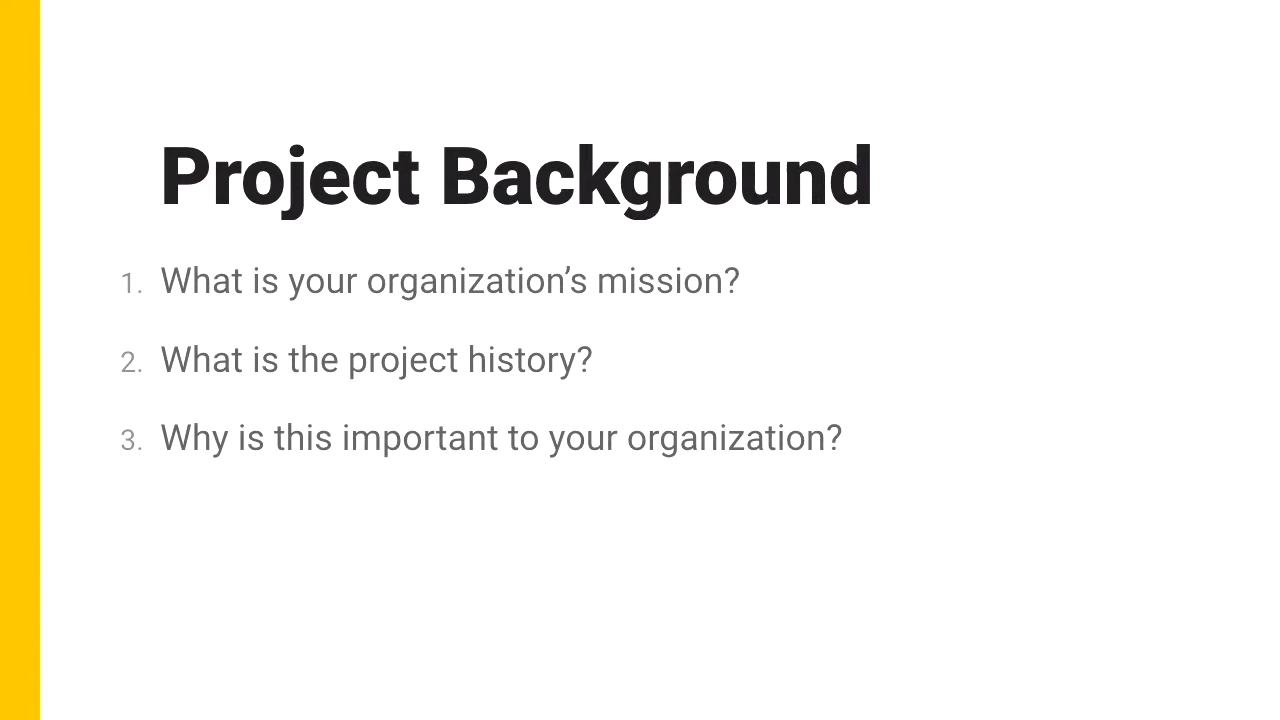 Project Background
1. What is your organization’s mission?
2. What is the project history?
3. Why is this important to your organization?